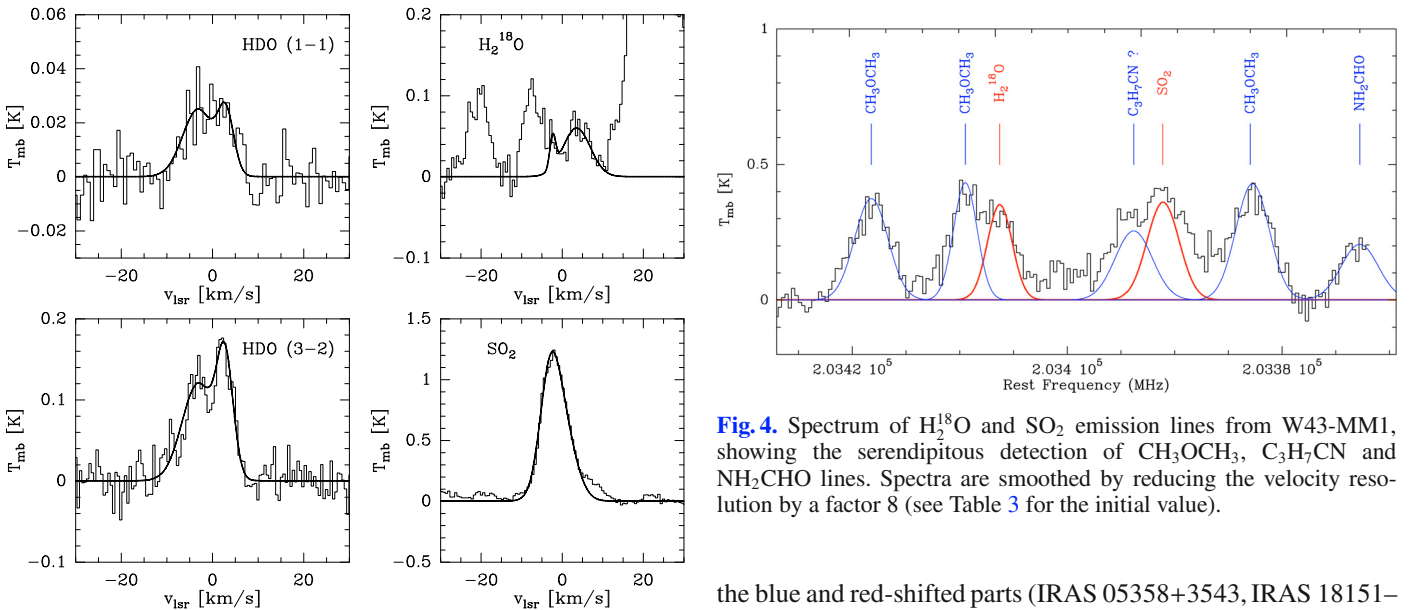 HDO (1−1)
0.06
0.04
0.02
0
−0.02
T_mb [K]
−20
0
20
v_lsr [km/s]
H₂¹⁸O
0.2
0.1
0
−0.1
T_mb [K]
−20
0
20
v_lsr [km/s]
HDO (3−2)
0.2
0.1
0
−0.1
T_mb [K]
−20
0
20
v_lsr [km/s]
SO₂
1.5
1
0.5
0
−0.5
T_mb [K]
−20
0
20
v_lsr [km/s]
1
0.5
0
T_mb [K]
CH₃OCH₃
CH₃OCH₃
H₂¹⁸O
C₃H₇CN ?
SO₂
CH₃OCH₃
NH₂CHO
2.0342 10⁵
2.034 10⁵
2.0338 10⁵
Rest Frequency (MHz)
Fig. 4. Spectrum of H₂¹⁸O and SO₂ emission lines from W43-MM1,
showing the serendipitous detection of CH₃OCH₃, C₃H₇CN and
NH₂CHO lines. Spectra are smoothed by reducing the velocity reso-
lution by a factor 8 (see Table 3 for the initial value).
the blue and red-shifted parts (IRAS 05358+3543, IRAS 18151–